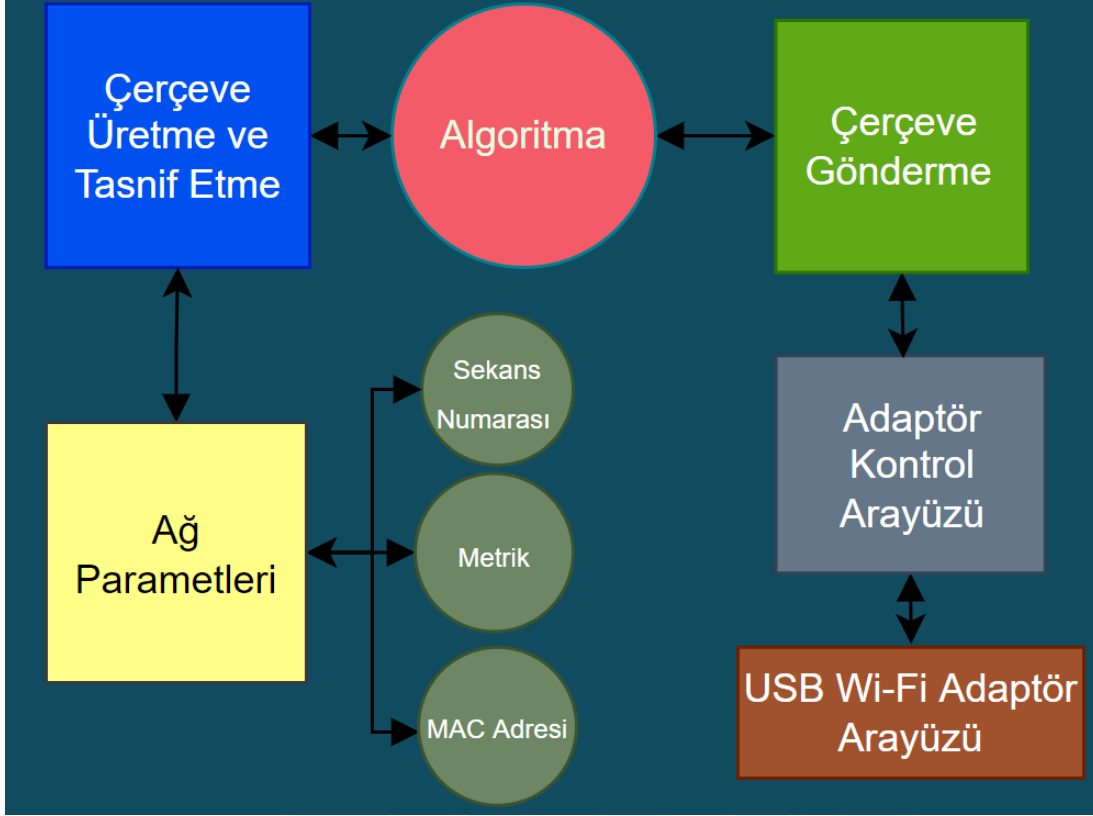 Çerçeve
Üretme ve
Tasnif Etme
Algoritma
Çerçeve
Gönderme
Sekans
Numarası
Metrik
MAC Adresi
Ağ
Parametleri
Adaptör
Kontrol
Arayüzü
USB Wi-Fi Adaptör
Arayüzü